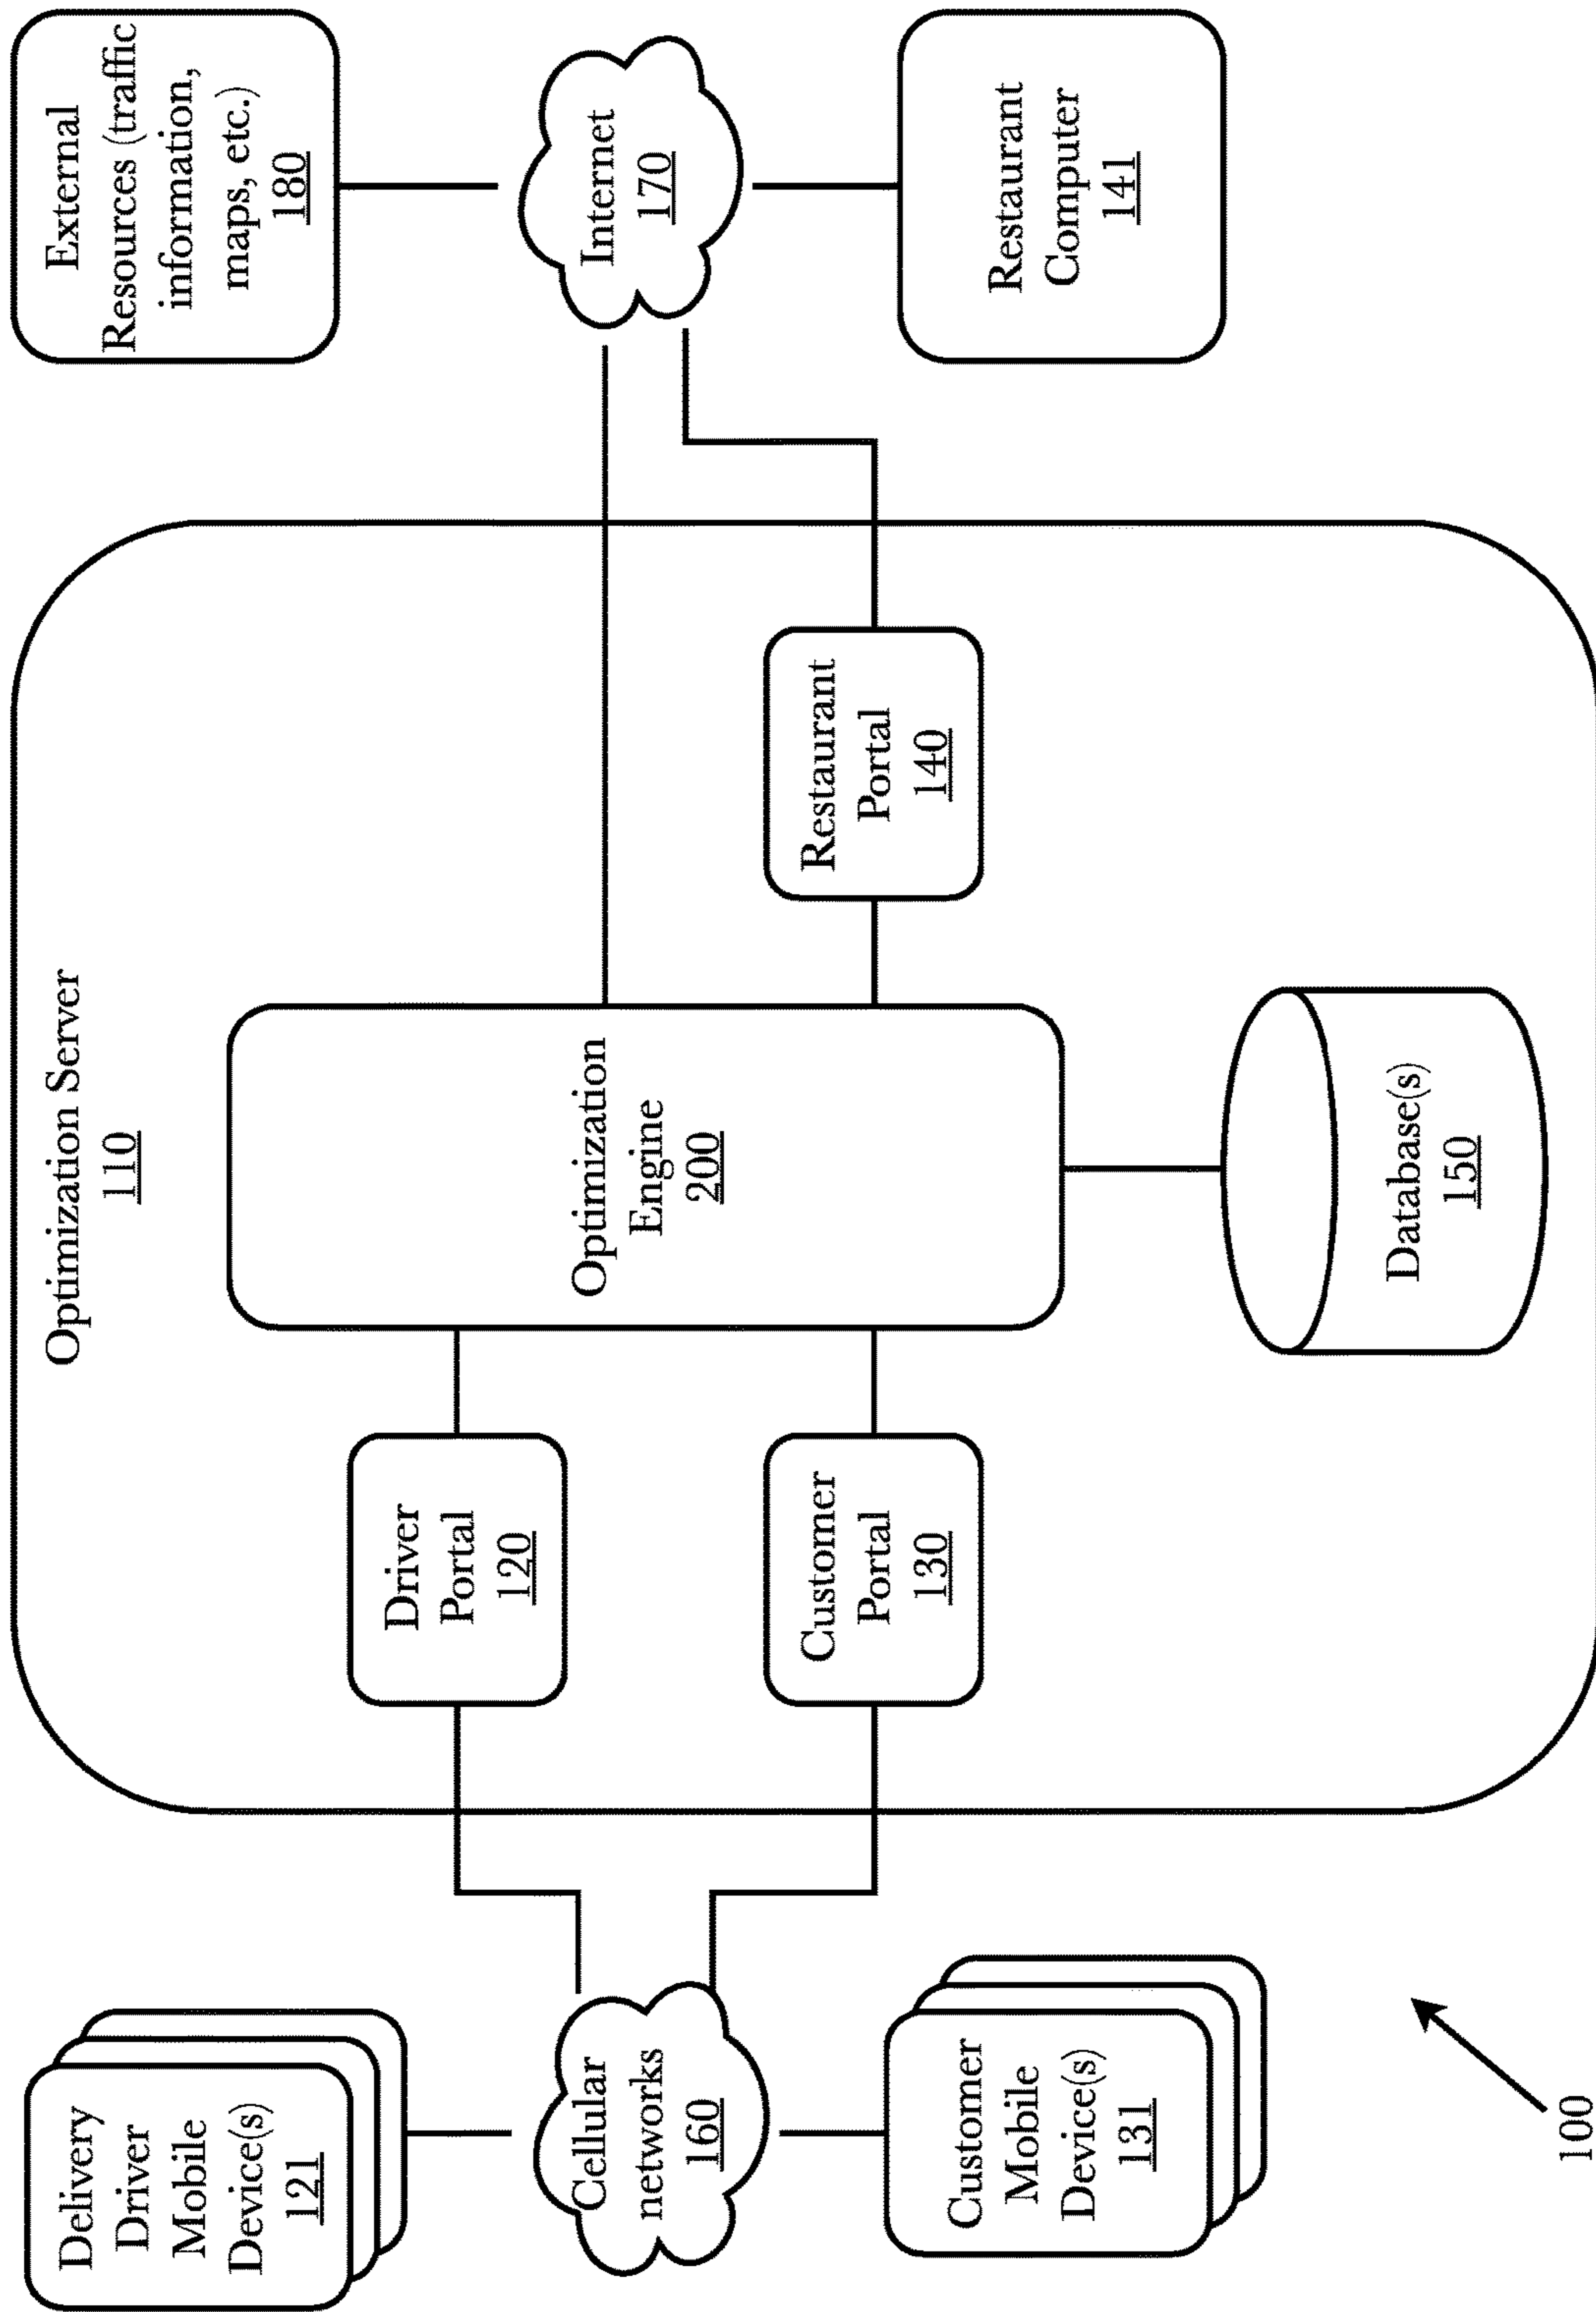 Optimization Server
110
Delivery
Driver
Mobile
Device(s)
121
Cellular
networks
160
Customer
Mobile
Device(s)
131
Driver
Portal
120
Customer
Portal
130
Optimization
Engine
200
Database(s)
150
Restaurant
Portal
140
External
Resources (traffic
information,
maps, etc.)
180
Internet
170
Restaurant
Computer
141
100